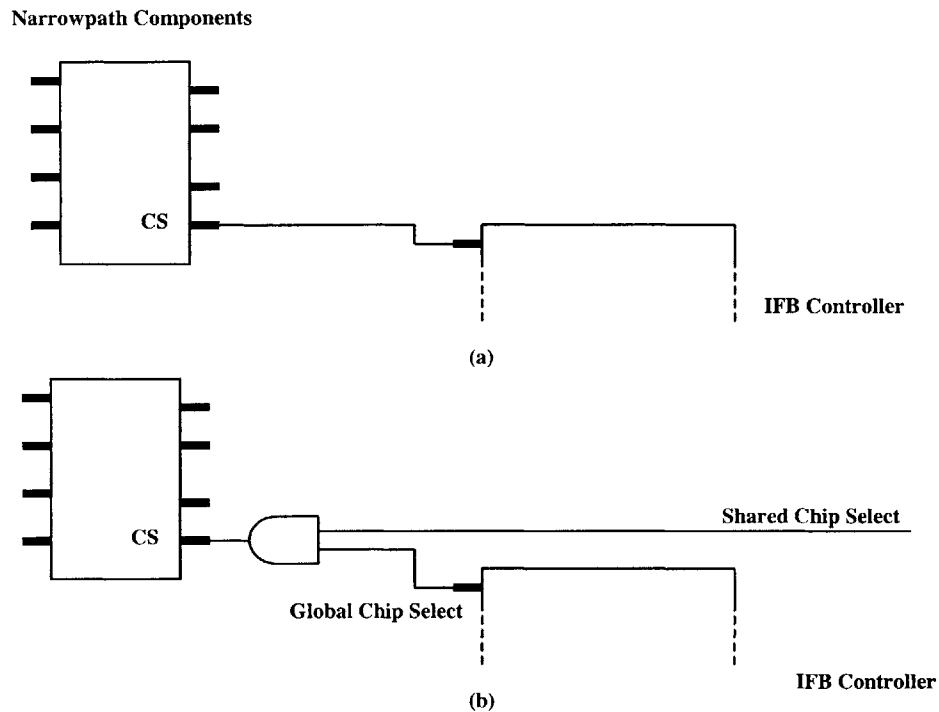 Narrowpath Components
CS
IFB Controller
(a)
Shared Chip Select
CS
Global Chip Select
IFB Controller
(b)